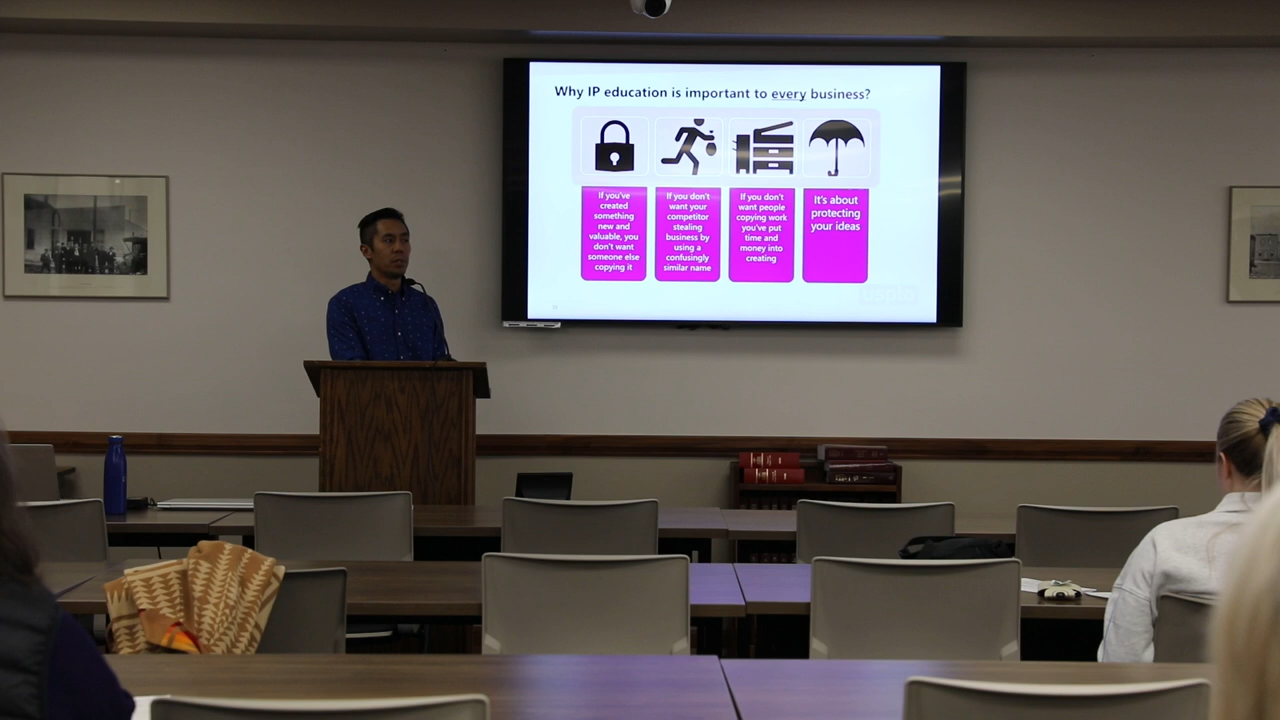 Why IP education is important to every business?
If you've
created
something
new and
valuable, you
don't want
someone else
copying it
If you don't
want your
competitor
stealing
business by
using a
confusingly
similar name
If you don't
want people
copying work
you've put
time and
money into
creating
It's about
protecting
your ideas